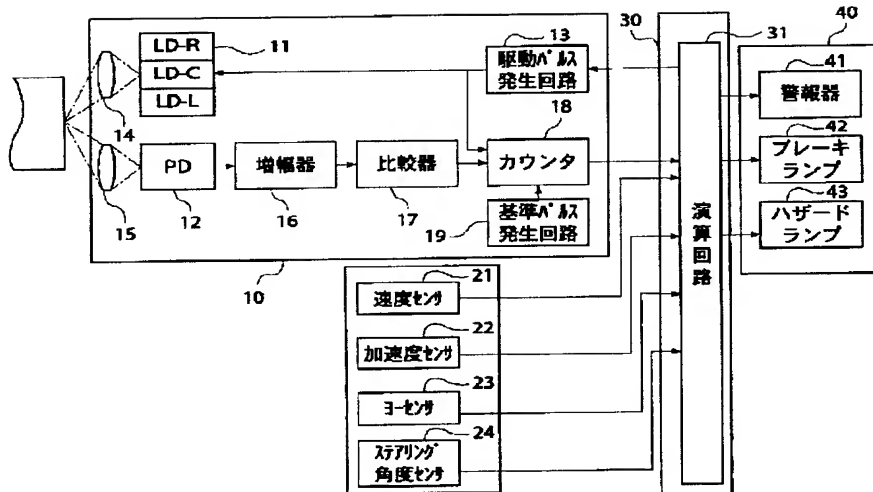 LD-R
LD-C
LD-L
11
14
13
駆動パルス
発生回路
18
30
31
40
41
警報器
42
ブレーキ
ランプ
43
ハザード
ランプ
15
PD
12
増幅器
16
比較器
17
カウンタ
19
基準パルス
発生回路
10
演算回路
21
速度センサ
22
加速度センサ
23
ヨーセンサ
24
ステアリング
角度センサ